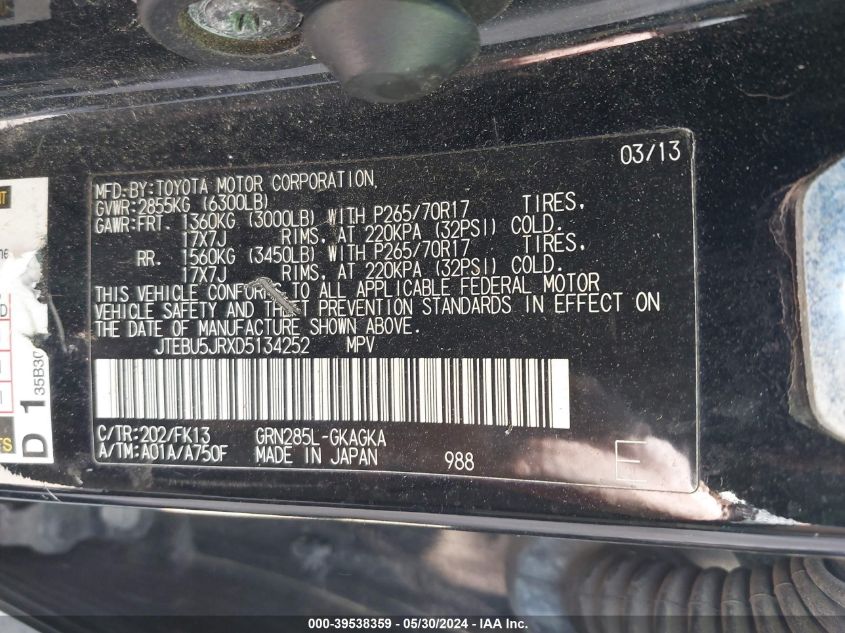 03/13
MFD-BY:TOYOTA MOTOR CORPORATION,
GVWR:2855KG (6300LB)
GAWR:FRT. 1360KG (3000LB) WITH P265/70R17 TIRES,
17X7J RIMS, AT 220KPA (32PSI) COLD.
RR. 1560KG (3450LB) WITH P265/70R17 TIRES,
17X7J RIMS, AT 220KPA (32PSI) COLD.
THIS VEHICLE CONFORMS TO ALL APPLICABLE FEDERAL MOTOR
VEHICLE SAFETY AND THEFT PREVENTION STANDARDS IN EFFECT ON
THE DATE OF MANUFACTURE SHOWN ABOVE.
JTEBU5JRXD5134252 MPV
C/TR:202/FK13 GRN285L-GKAGKA
A/TM:A01A/A750F MADE IN JAPAN 988 E
D 1 35B30
000-39538359 / 05/30/2024 / IAA Inc.